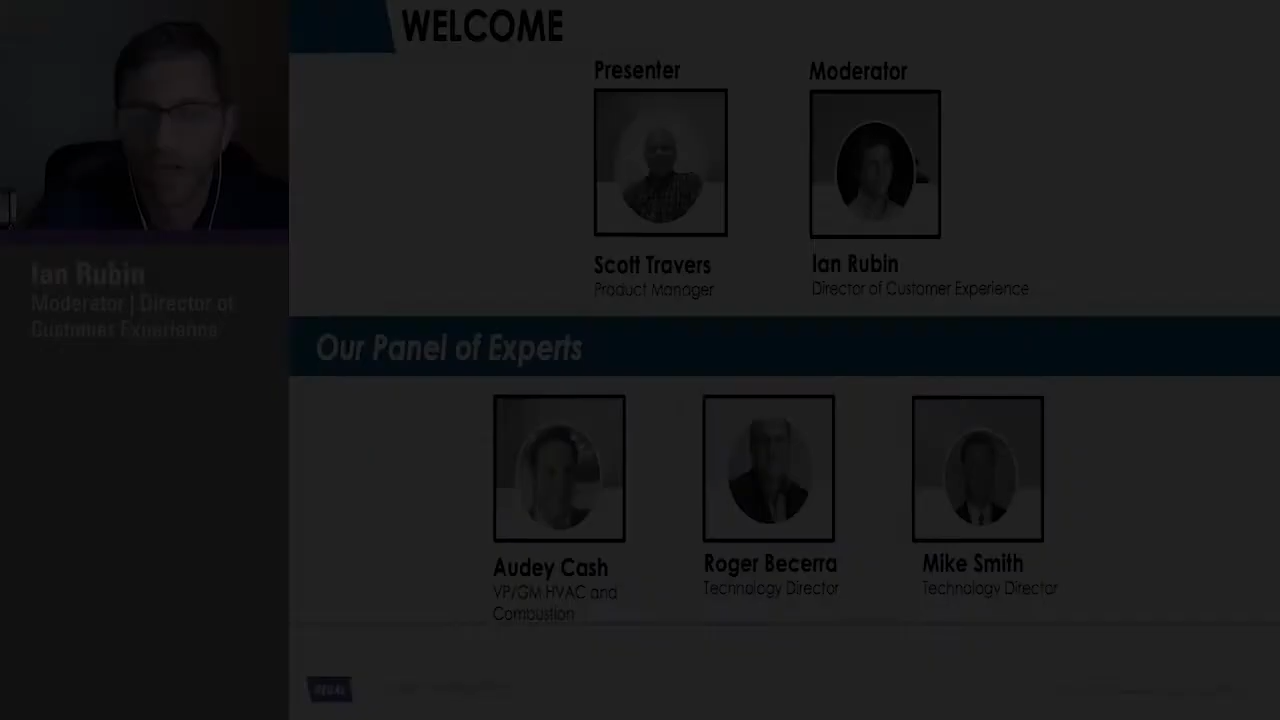 WELCOME
Presenter
Moderator
Scott Travers
Product Manager
Ian Rubin
Director of Customer Experience
Ian Rubin
Moderator | Director of
Customer Experience
Our Panel of Experts
Audey Cash
VP/GM HVAC and
Combustion
Roger Becerra
Technology Director
Mike Smith
Technology Director
REGAL